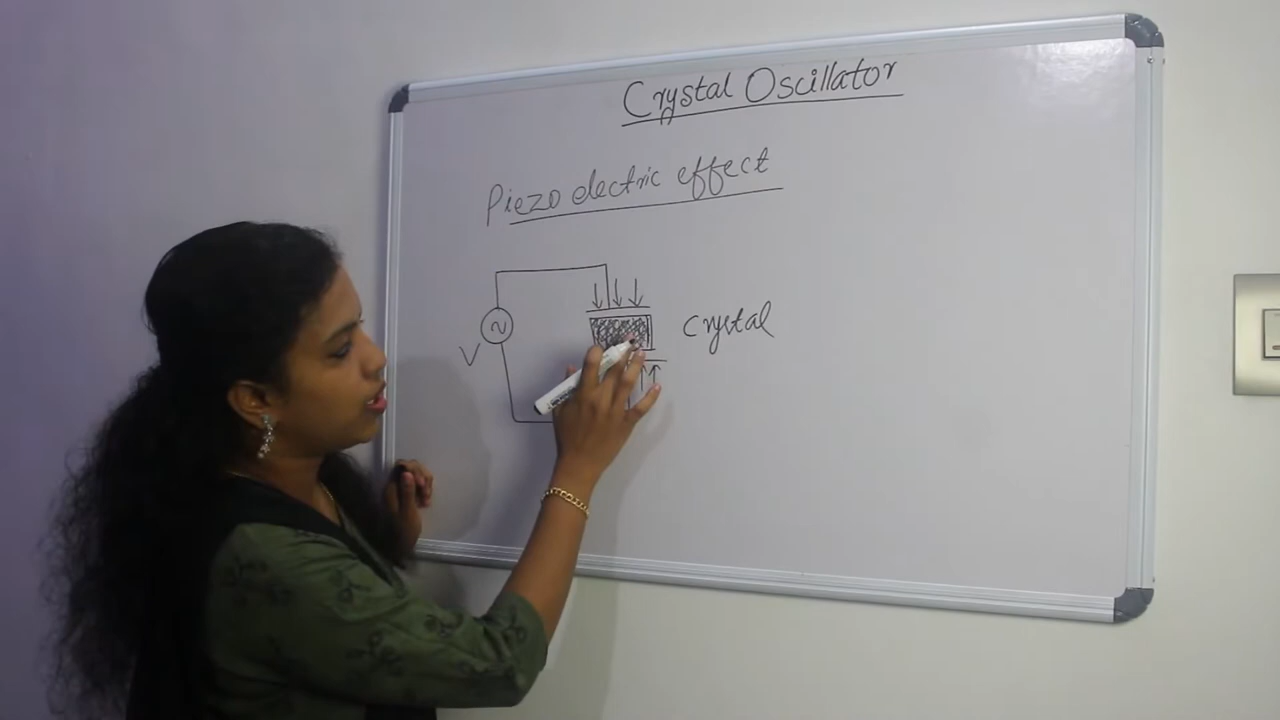 Crystal Oscillator
Piezo electric effect
V
Crystal